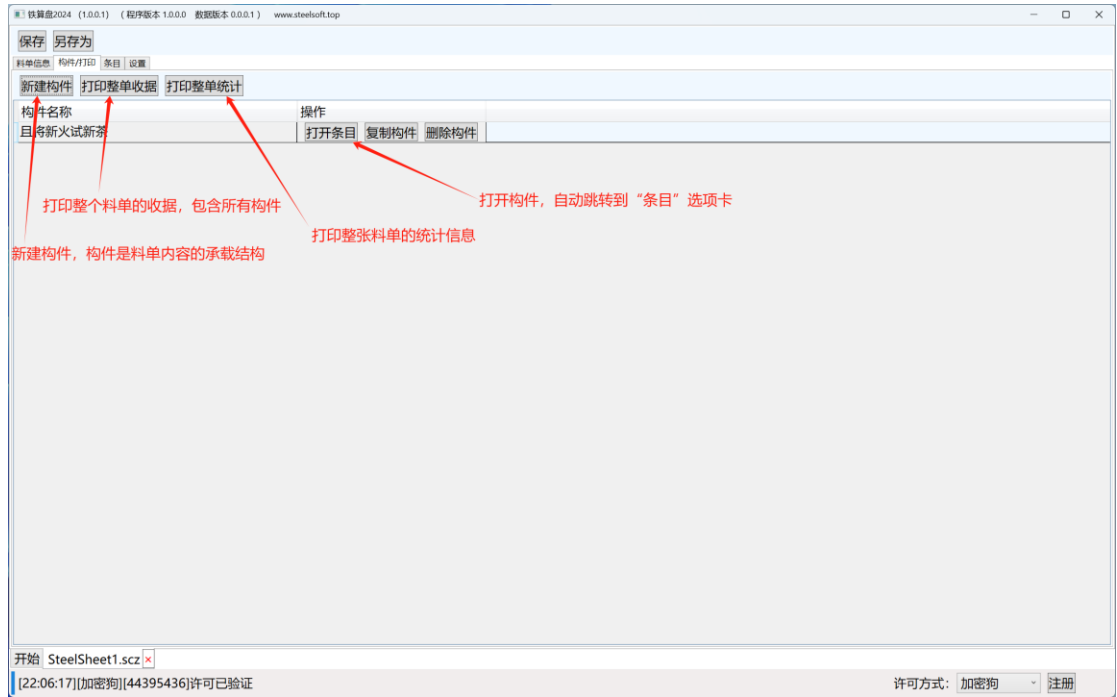 铁算盘2024 （1.0.0.1） （ 程序版本 1.0.0.0 数据版本 0.0.0.1 ） www.steelsoft.top
保存 另存为
料单信息 构件/打印 条目 设置
新建构件 打印整单收据 打印整单统计
构件名称 操作
且将新火试新茶 打开条目 复制构件 删除构件
打开构件，自动跳转到“条目”选项卡
打印整个料单的收据，包含所有构件
打印整张料单的统计信息
新建构件，构件是料单内容的承载结构
开始 SteelSheet1.scz ×
[22:06:17][加密狗][44395436]许可已验证 许可方式： 加密狗 注册